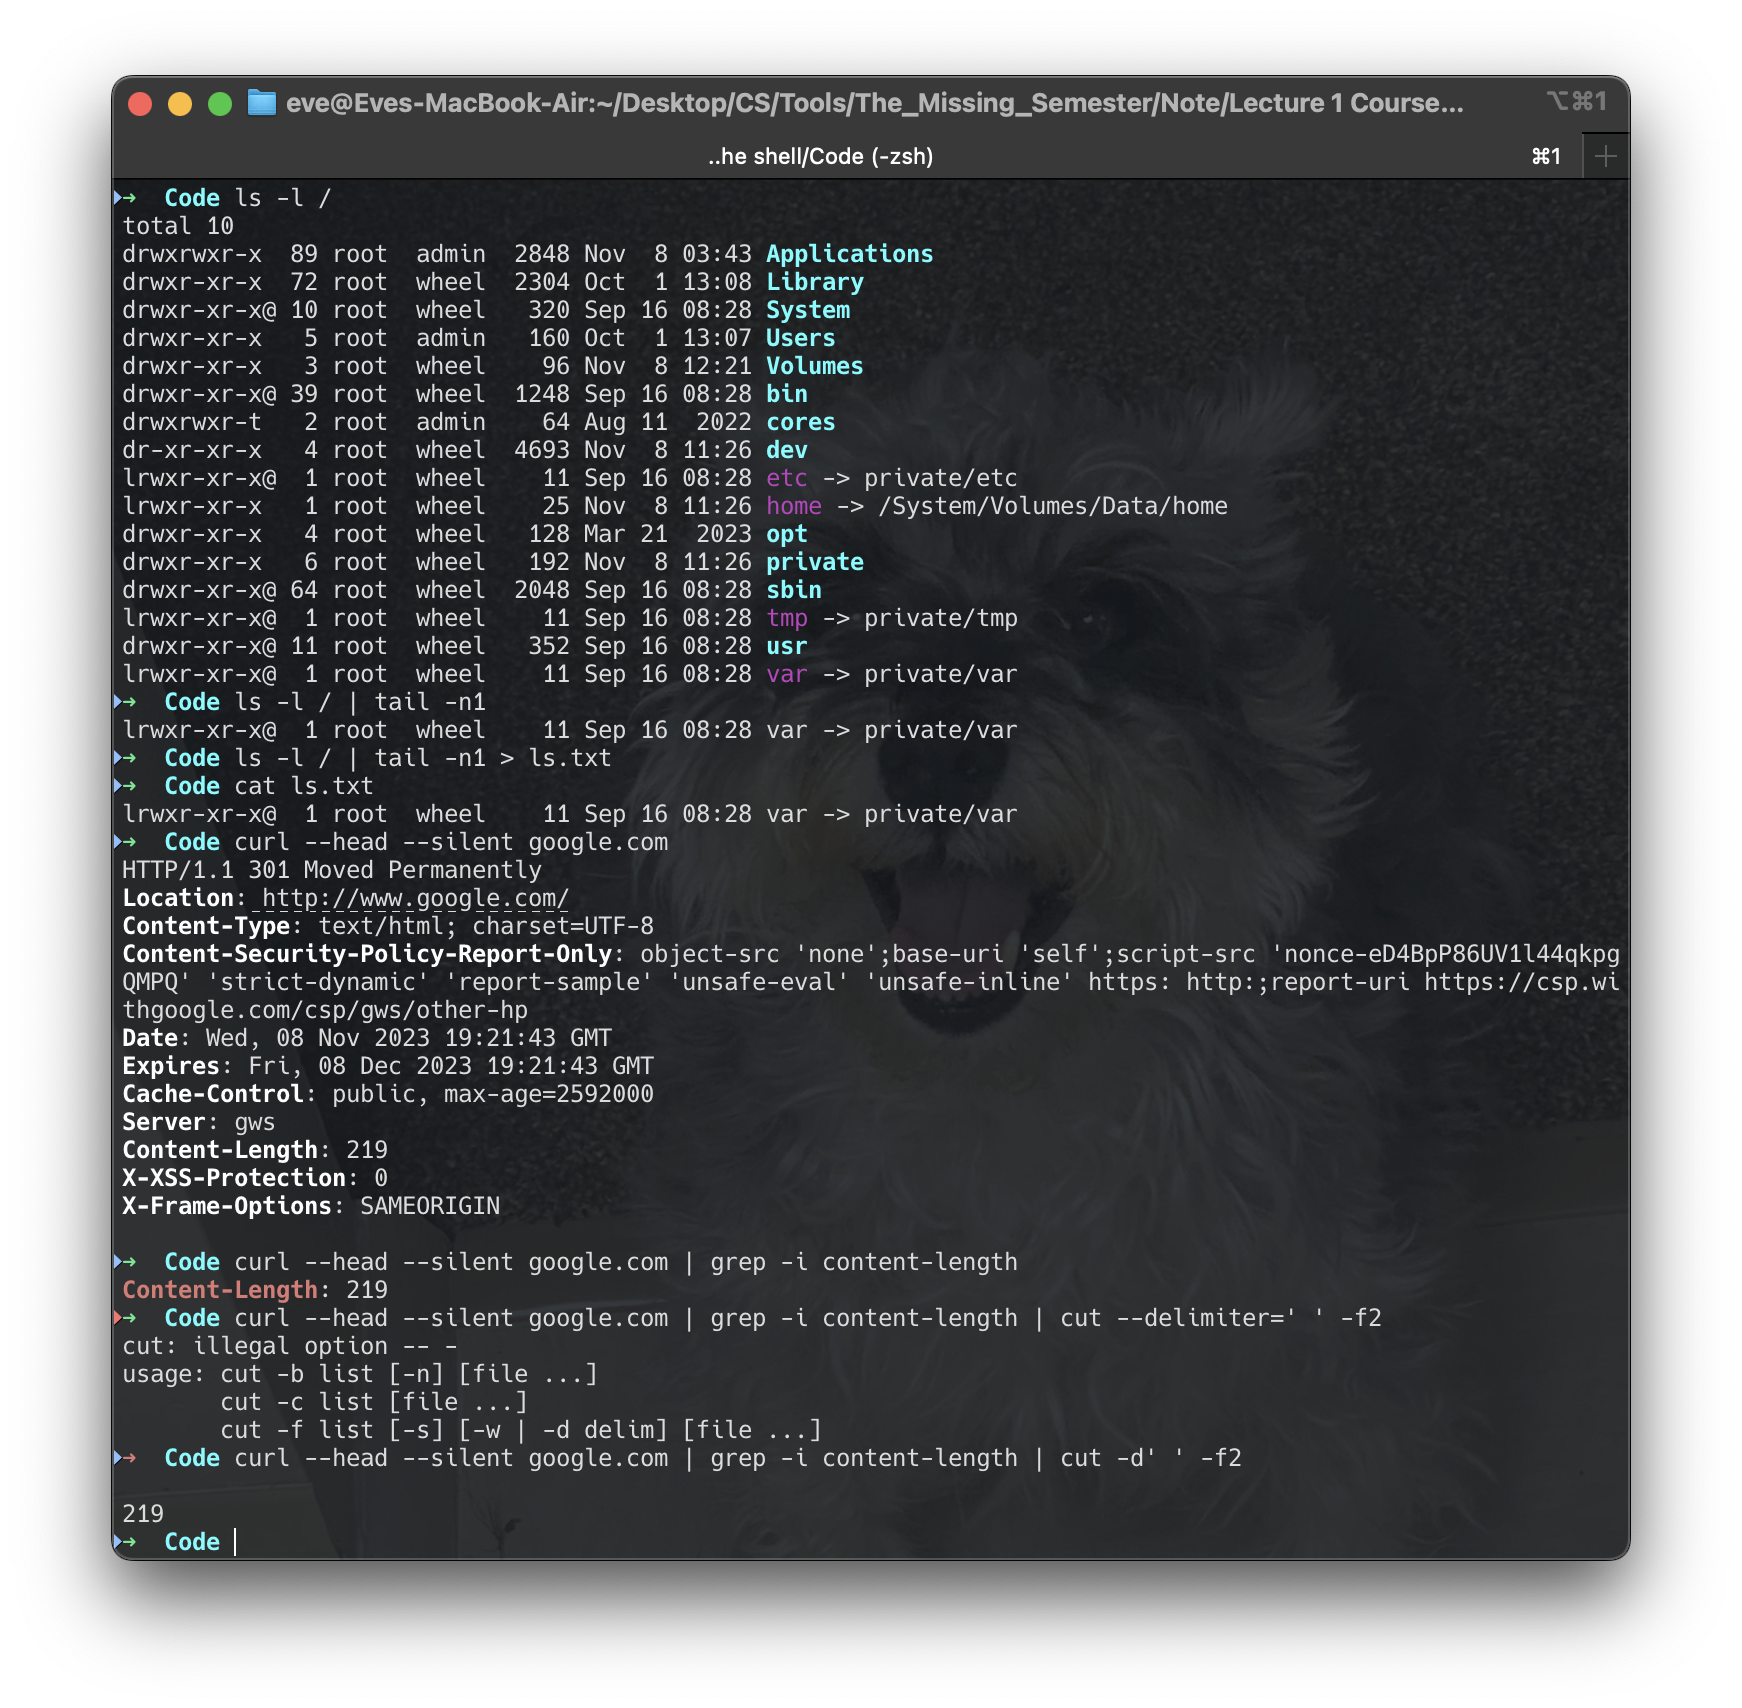 eve@Eves-MacBook-Air:~/Desktop/CS/Tools/The_Missing_Semester/Note/Lecture 1 Course... ⌥⌘1
..he shell/Code (-zsh) ⌘1 +
➜  Code ls -l /
total 10
drwxrwxr-x  89 root  admin  2848 Nov  8 03:43 Applications
drwxr-xr-x  72 root  wheel  2304 Oct  1 13:08 Library
drwxr-xr-x@ 10 root  wheel   320 Sep 16 08:28 System
drwxr-xr-x   5 root  admin   160 Oct  1 13:07 Users
drwxr-xr-x   3 root  wheel    96 Nov  8 12:21 Volumes
drwxr-xr-x@ 39 root  wheel  1248 Sep 16 08:28 bin
drwxrwxr-t   2 root  admin    64 Aug 11  2022 cores
dr-xr-xr-x   4 root  wheel  4693 Nov  8 11:26 dev
lrwxr-xr-x@  1 root  wheel    11 Sep 16 08:28 etc -> private/etc
lrwxr-xr-x   1 root  wheel    25 Nov  8 11:26 home -> /System/Volumes/Data/home
drwxr-xr-x   4 root  wheel   128 Mar 21  2023 opt
drwxr-xr-x   6 root  wheel   192 Nov  8 11:26 private
drwxr-xr-x@ 64 root  wheel  2048 Sep 16 08:28 sbin
lrwxr-xr-x@  1 root  wheel    11 Sep 16 08:28 tmp -> private/tmp
drwxr-xr-x@ 11 root  wheel   352 Sep 16 08:28 usr
lrwxr-xr-x@  1 root  wheel    11 Sep 16 08:28 var -> private/var
➜  Code ls -l / | tail -n1
lrwxr-xr-x@  1 root  wheel    11 Sep 16 08:28 var -> private/var
➜  Code ls -l / | tail -n1 > ls.txt
➜  Code cat ls.txt
lrwxr-xr-x@  1 root  wheel    11 Sep 16 08:28 var -> private/var
➜  Code curl --head --silent google.com
HTTP/1.1 301 Moved Permanently
Location: http://www.google.com/
Content-Type: text/html; charset=UTF-8
Content-Security-Policy-Report-Only: object-src 'none';base-uri 'self';script-src 'nonce-eD4BpP86UV1l44qkpg
QMPQ' 'strict-dynamic' 'report-sample' 'unsafe-eval' 'unsafe-inline' https: http:;report-uri https://csp.wi
thgoogle.com/csp/gws/other-hp
Date: Wed, 08 Nov 2023 19:21:43 GMT
Expires: Fri, 08 Dec 2023 19:21:43 GMT
Cache-Control: public, max-age=2592000
Server: gws
Content-Length: 219
X-XSS-Protection: 0
X-Frame-Options: SAMEORIGIN
➜  Code curl --head --silent google.com | grep -i content-length
Content-Length: 219
➜  Code curl --head --silent google.com | grep -i content-length | cut --delimiter=' ' -f2
cut: illegal option -- -
usage: cut -b list [-n] [file ...]
       cut -c list [file ...]
       cut -f list [-s] [-w | -d delim] [file ...]
➜  Code curl --head --silent google.com | grep -i content-length | cut -d' ' -f2
219
➜  Code